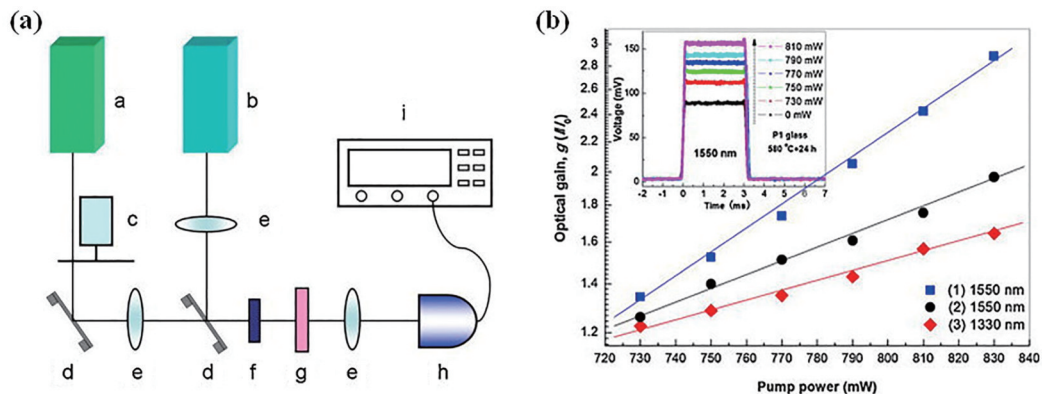 (a)
a
b
c
i
e
d
e
d
f
g
e
h
(b)
Optical gain, g (I/I₀)
3
2.8
2.6
2.4
2.2
2
1.8
1.6
1.4
1.2
720 730 740 750 760 770 780 790 800 810 820 830 840
Pump power (mW)
(1) 1550 nm
(2) 1550 nm
(3) 1330 nm
Voltage (mV)
150
100
50
0
-2 -1 0 1 2 3 4 5 6 7
Time (ms)
810 mW
790 mW
770 mW
750 mW
730 mW
0 mW
P1 glass
580 °C+24 h
1550 nm